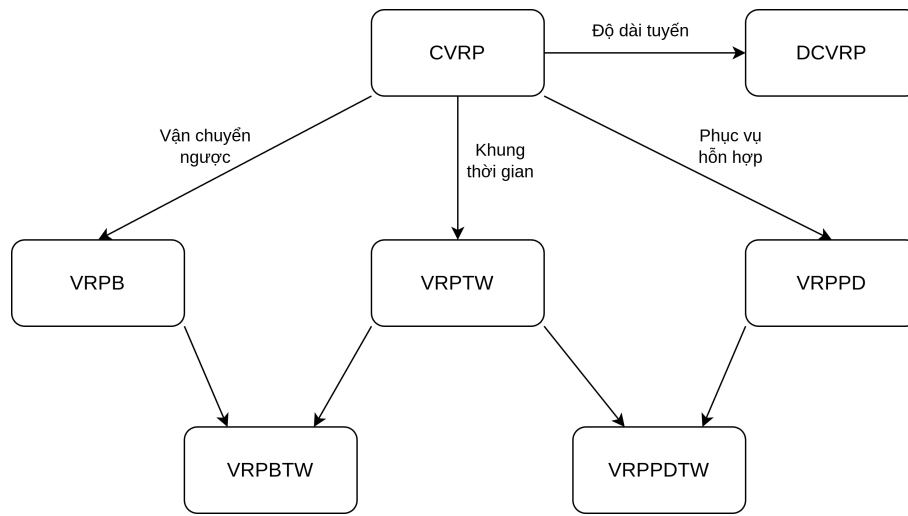 CVRP
Độ dài tuyến
DCVRP
Vận chuyển
ngược
Khung
thời gian
Phục vụ
hỗn hợp
VRPB
VRPTW
VRPPD
VRPBTW
VRPPDTW